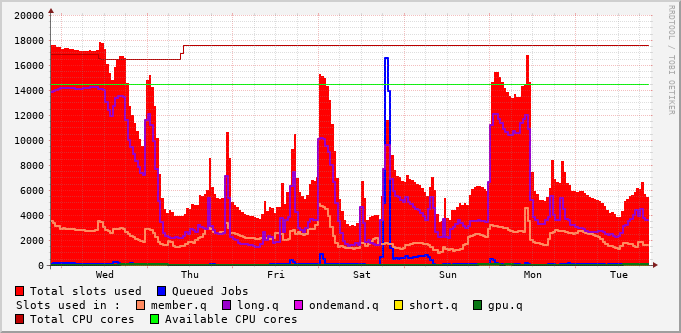 20000
18000
16000
14000
12000
10000
8000
6000
4000
2000
0
Wed Thu Fri Sat Sun Mon Tue
Total slots used Queued Jobs
Slots used in : member.q long.q ondemand.q short.q gpu.q
Total CPU cores Available CPU cores
RRDTOOL / TOBI OETIKER